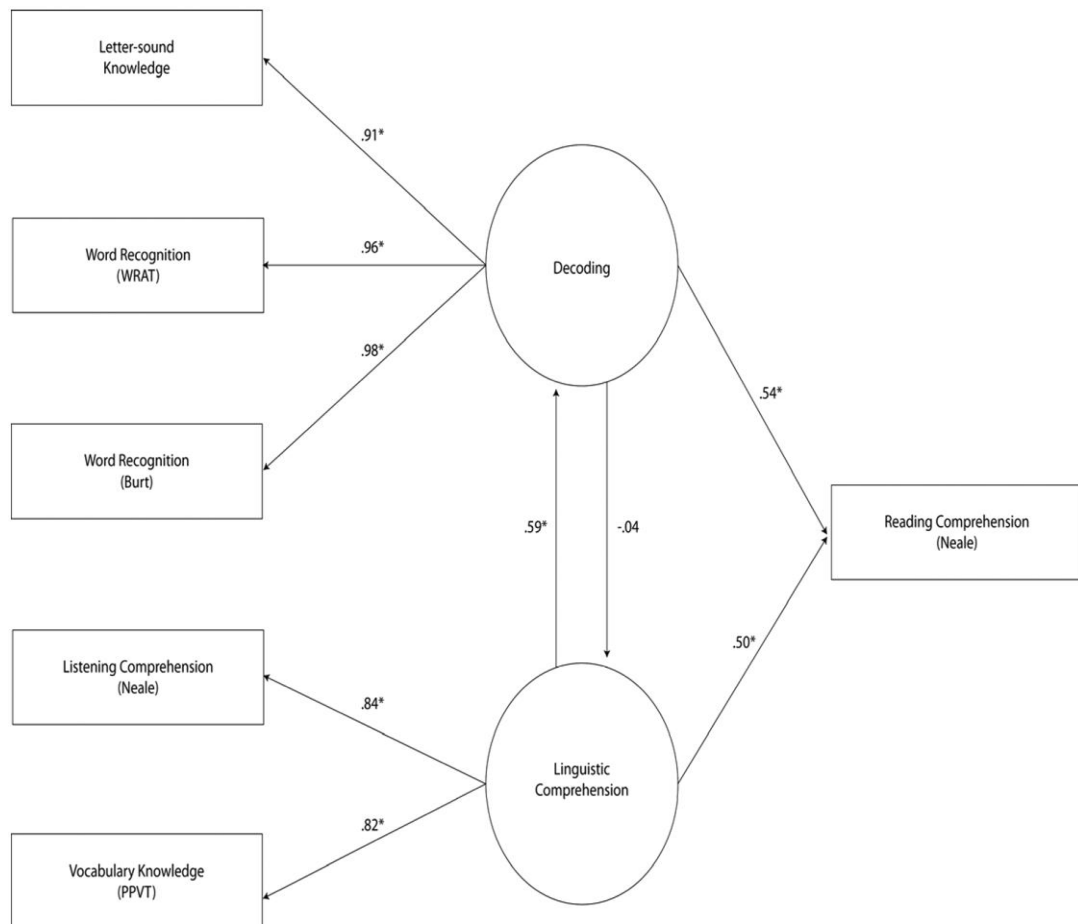 Letter-sound
Knowledge
.91*
Word Recognition
(WRAT)
.96*
Decoding
.98*
.54*
Word Recognition
(Burt)
.59*
-.04
Reading Comprehension
(Neale)
Listening Comprehension
(Neale)
.84*
.50*
Linguistic
Comprehension
.82*
Vocabulary Knowledge
(PPVT)